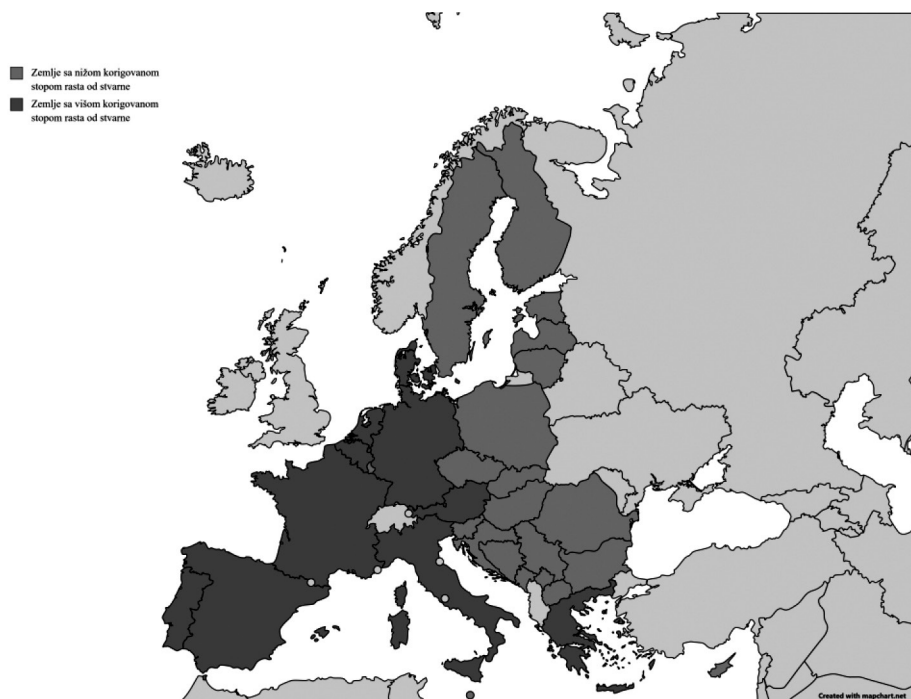 Zemlje sa nižom korigovanom
stopom rasta od stvarne
Zemlje sa višom korigovanom
stopom rasta od stvarne
Created with mapchart.net